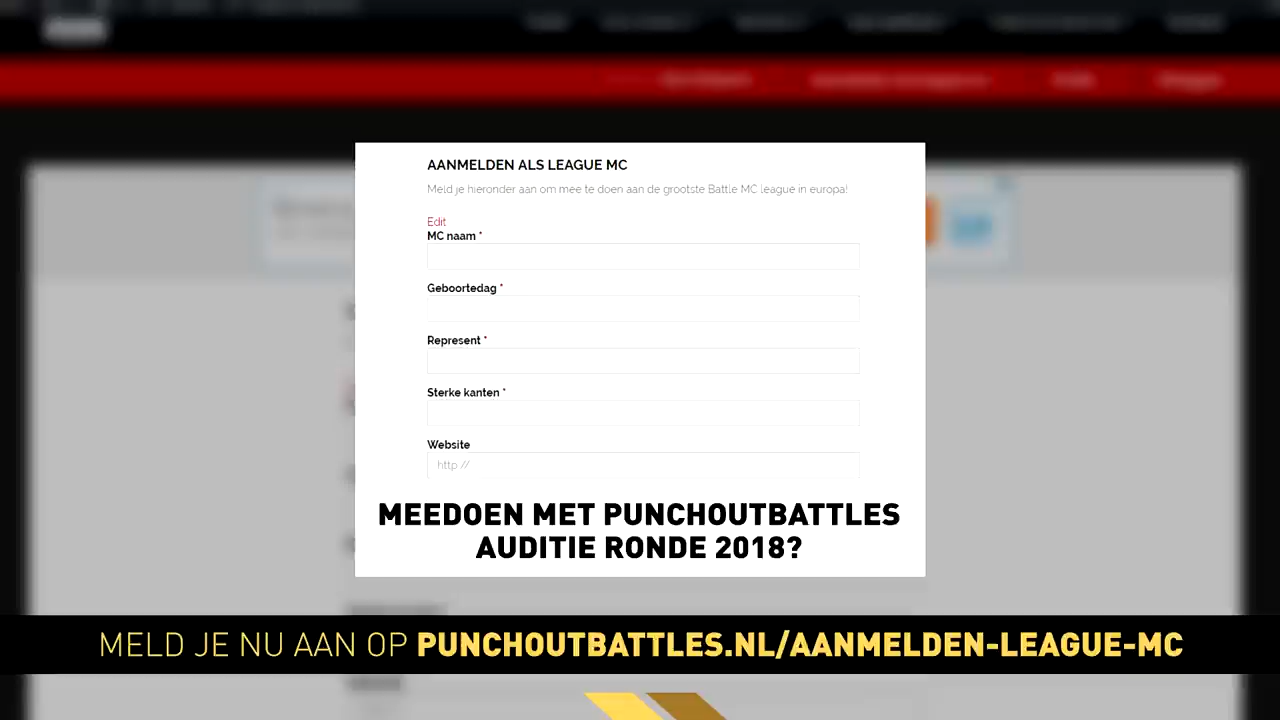 AANMELDEN ALS LEAGUE MC
Meld je hieronder aan om mee te doen aan de grootste Battle MC league in europa!
Edit
MC naam *
Geboortedag *
Represent *
Sterke kanten *
Website
http://
MEEDOEN MET PUNCHOUTBATTLES
AUDITIE RONDE 2018?
MELD JE NU AAN OP PUNCHOUTBATTLES.NL/AANMELDEN-LEAGUE-MC